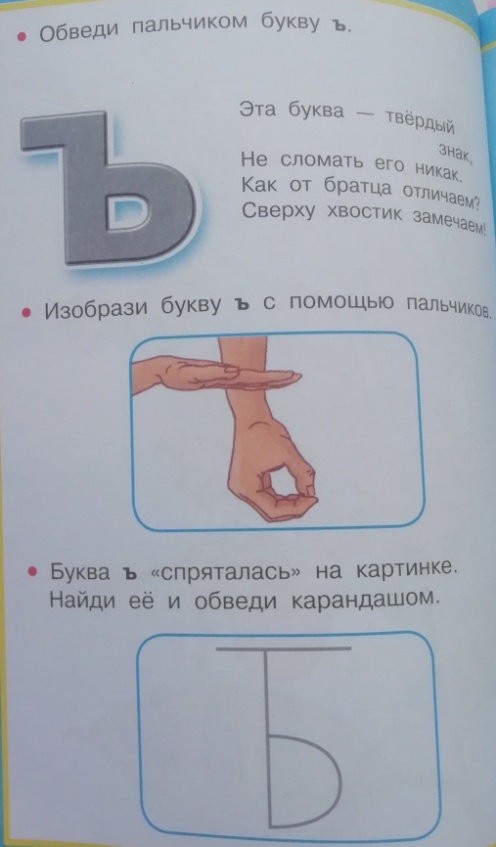 • Обведи пальчиком букву ъ.
Ъ
Эта буква — твёрдый
знак,
Не сломать его никак.
Как от братца отличаем?
Сверху хвостик замечаем!
• Изобрази букву ъ с помощью пальчиков.
• Буква ъ «спряталась» на картинке.
Найди её и обведи карандашом.